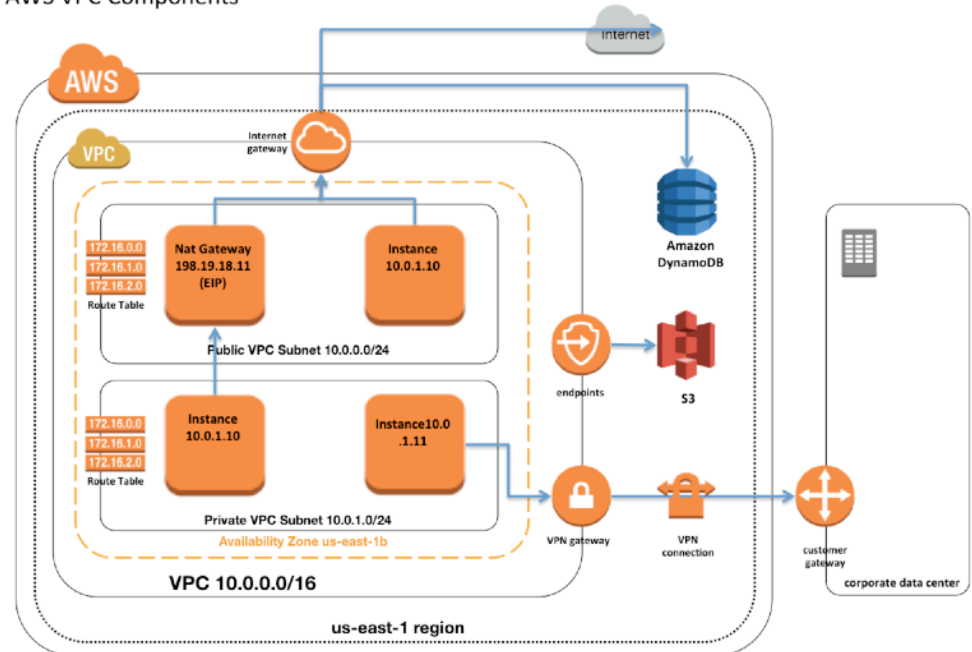 AWS VPC Components
Internet
AWS
Internet
gateway
VPC
172.16.0.0
172.16.1.0
172.16.2.0
Route Table
Nat Gateway
198.19.18.11
(EIP)
Instance
10.0.1.10
Public VPC Subnet 10.0.0.0/24
Amazon
DynamoDB
endpoints
S3
172.16.0.0
172.16.1.0
172.16.2.0
Route Table
Instance
10.0.1.10
Instance10.0
.1.11
Private VPC Subnet 10.0.1.0/24
Availability Zone us-east-1b
VPN gateway
VPN
connection
customer
gateway
corporate data center
VPC 10.0.0.0/16
us-east-1 region